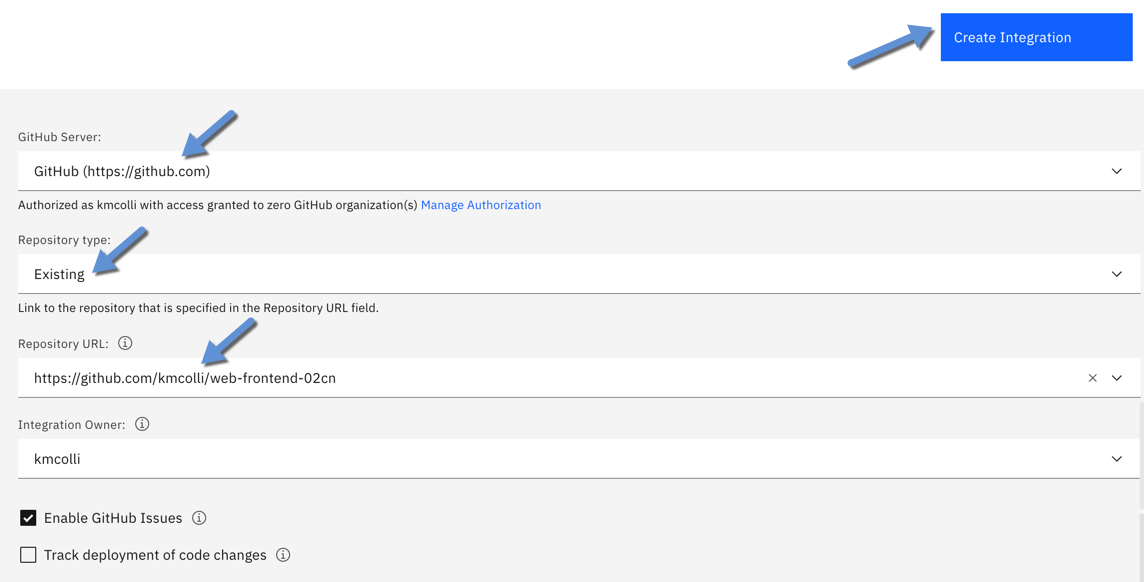 Create Integration
GitHub Server:
GitHub (https://github.com)
Authorized as kmcolli with access granted to zero GitHub organization(s) Manage Authorization
Repository type:
Existing
Link to the repository that is specified in the Repository URL field.
Repository URL:
https://github.com/kmcolli/web-frontend-02cn
Integration Owner:
kmcolli
Enable GitHub Issues
Track deployment of code changes